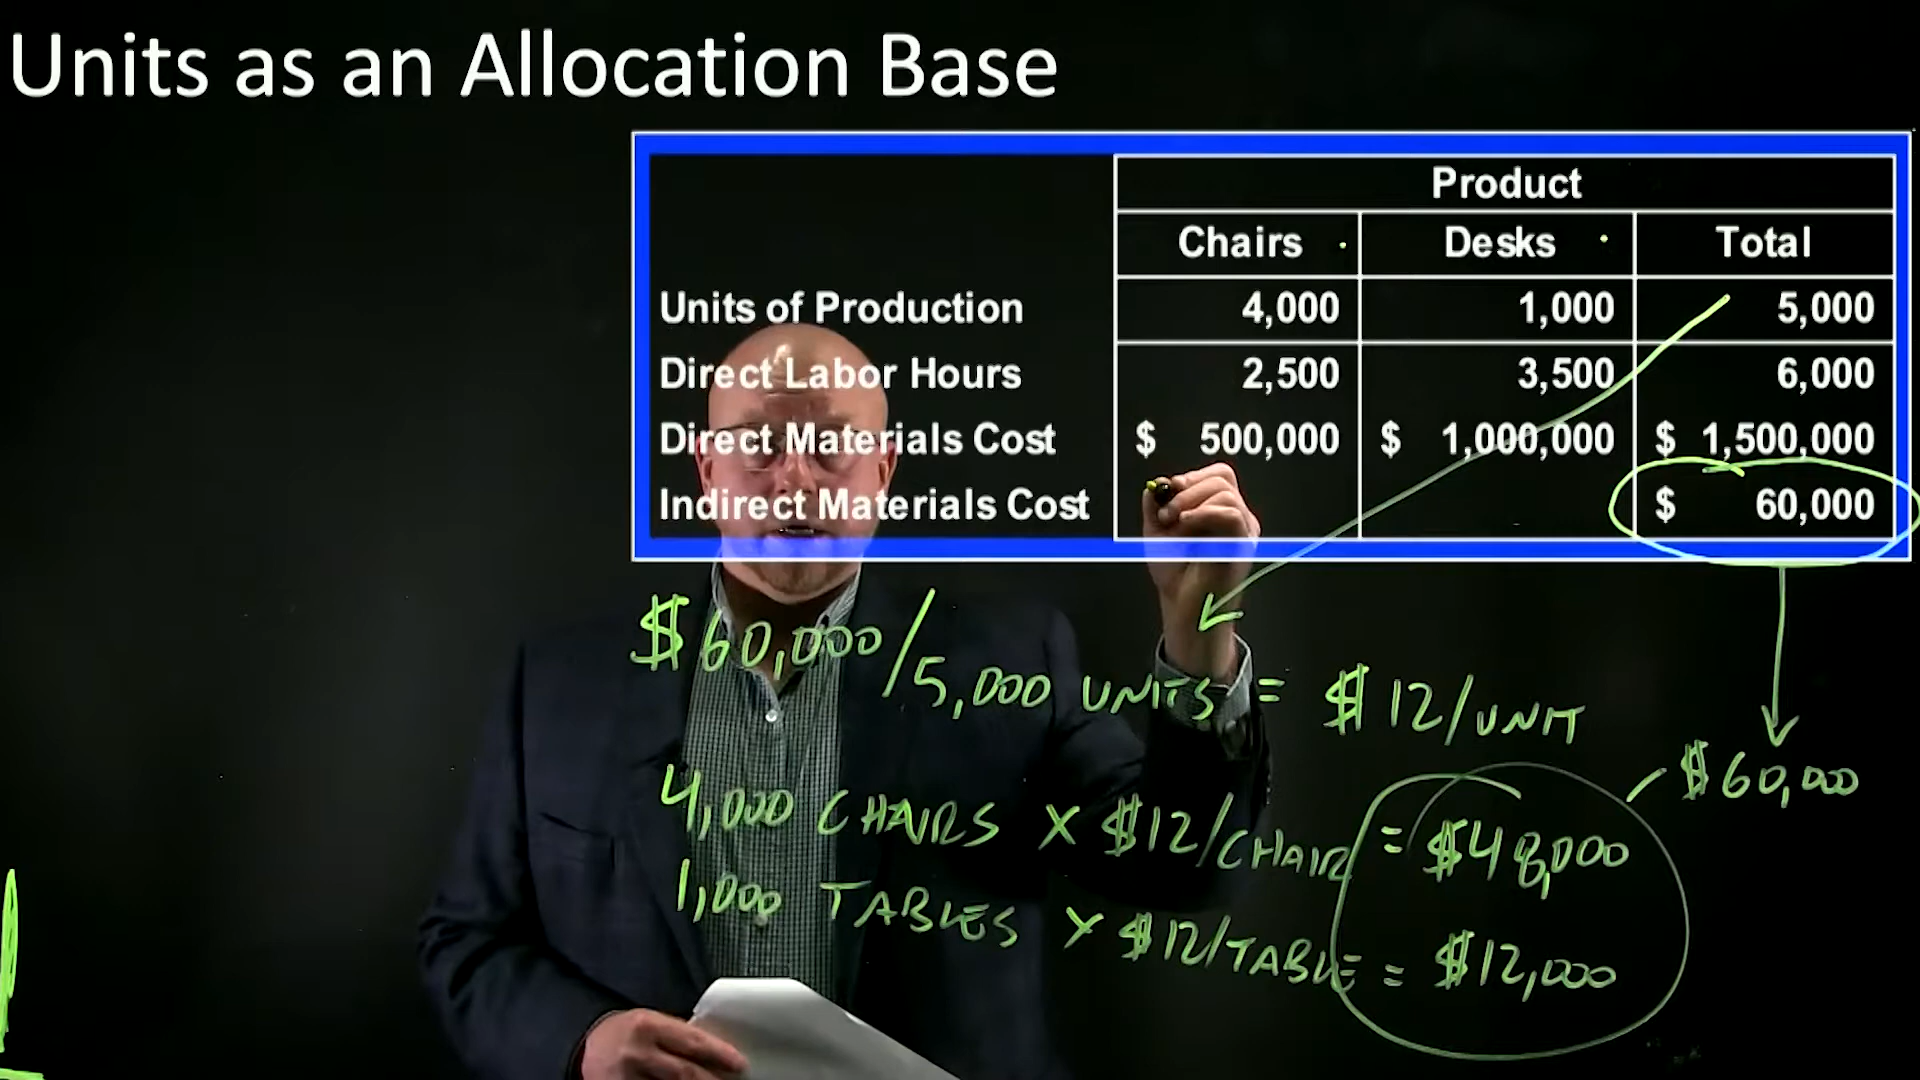 Units as an Allocation Base
Product
Chairs Desks Total
Units of Production 4,000 1,000 5,000
Direct Labor Hours 2,500 3,500 6,000
Direct Materials Cost $ 500,000 $ 1,000,000 $ 1,500,000
Indirect Materials Cost $ 60,000
$60,000/5,000 UNITS = $12/UNIT
$60,000
4,000 CHAIRS X $12/CHAIR = $48,000
1,000 TABLES X $12/TABLE = $12,000